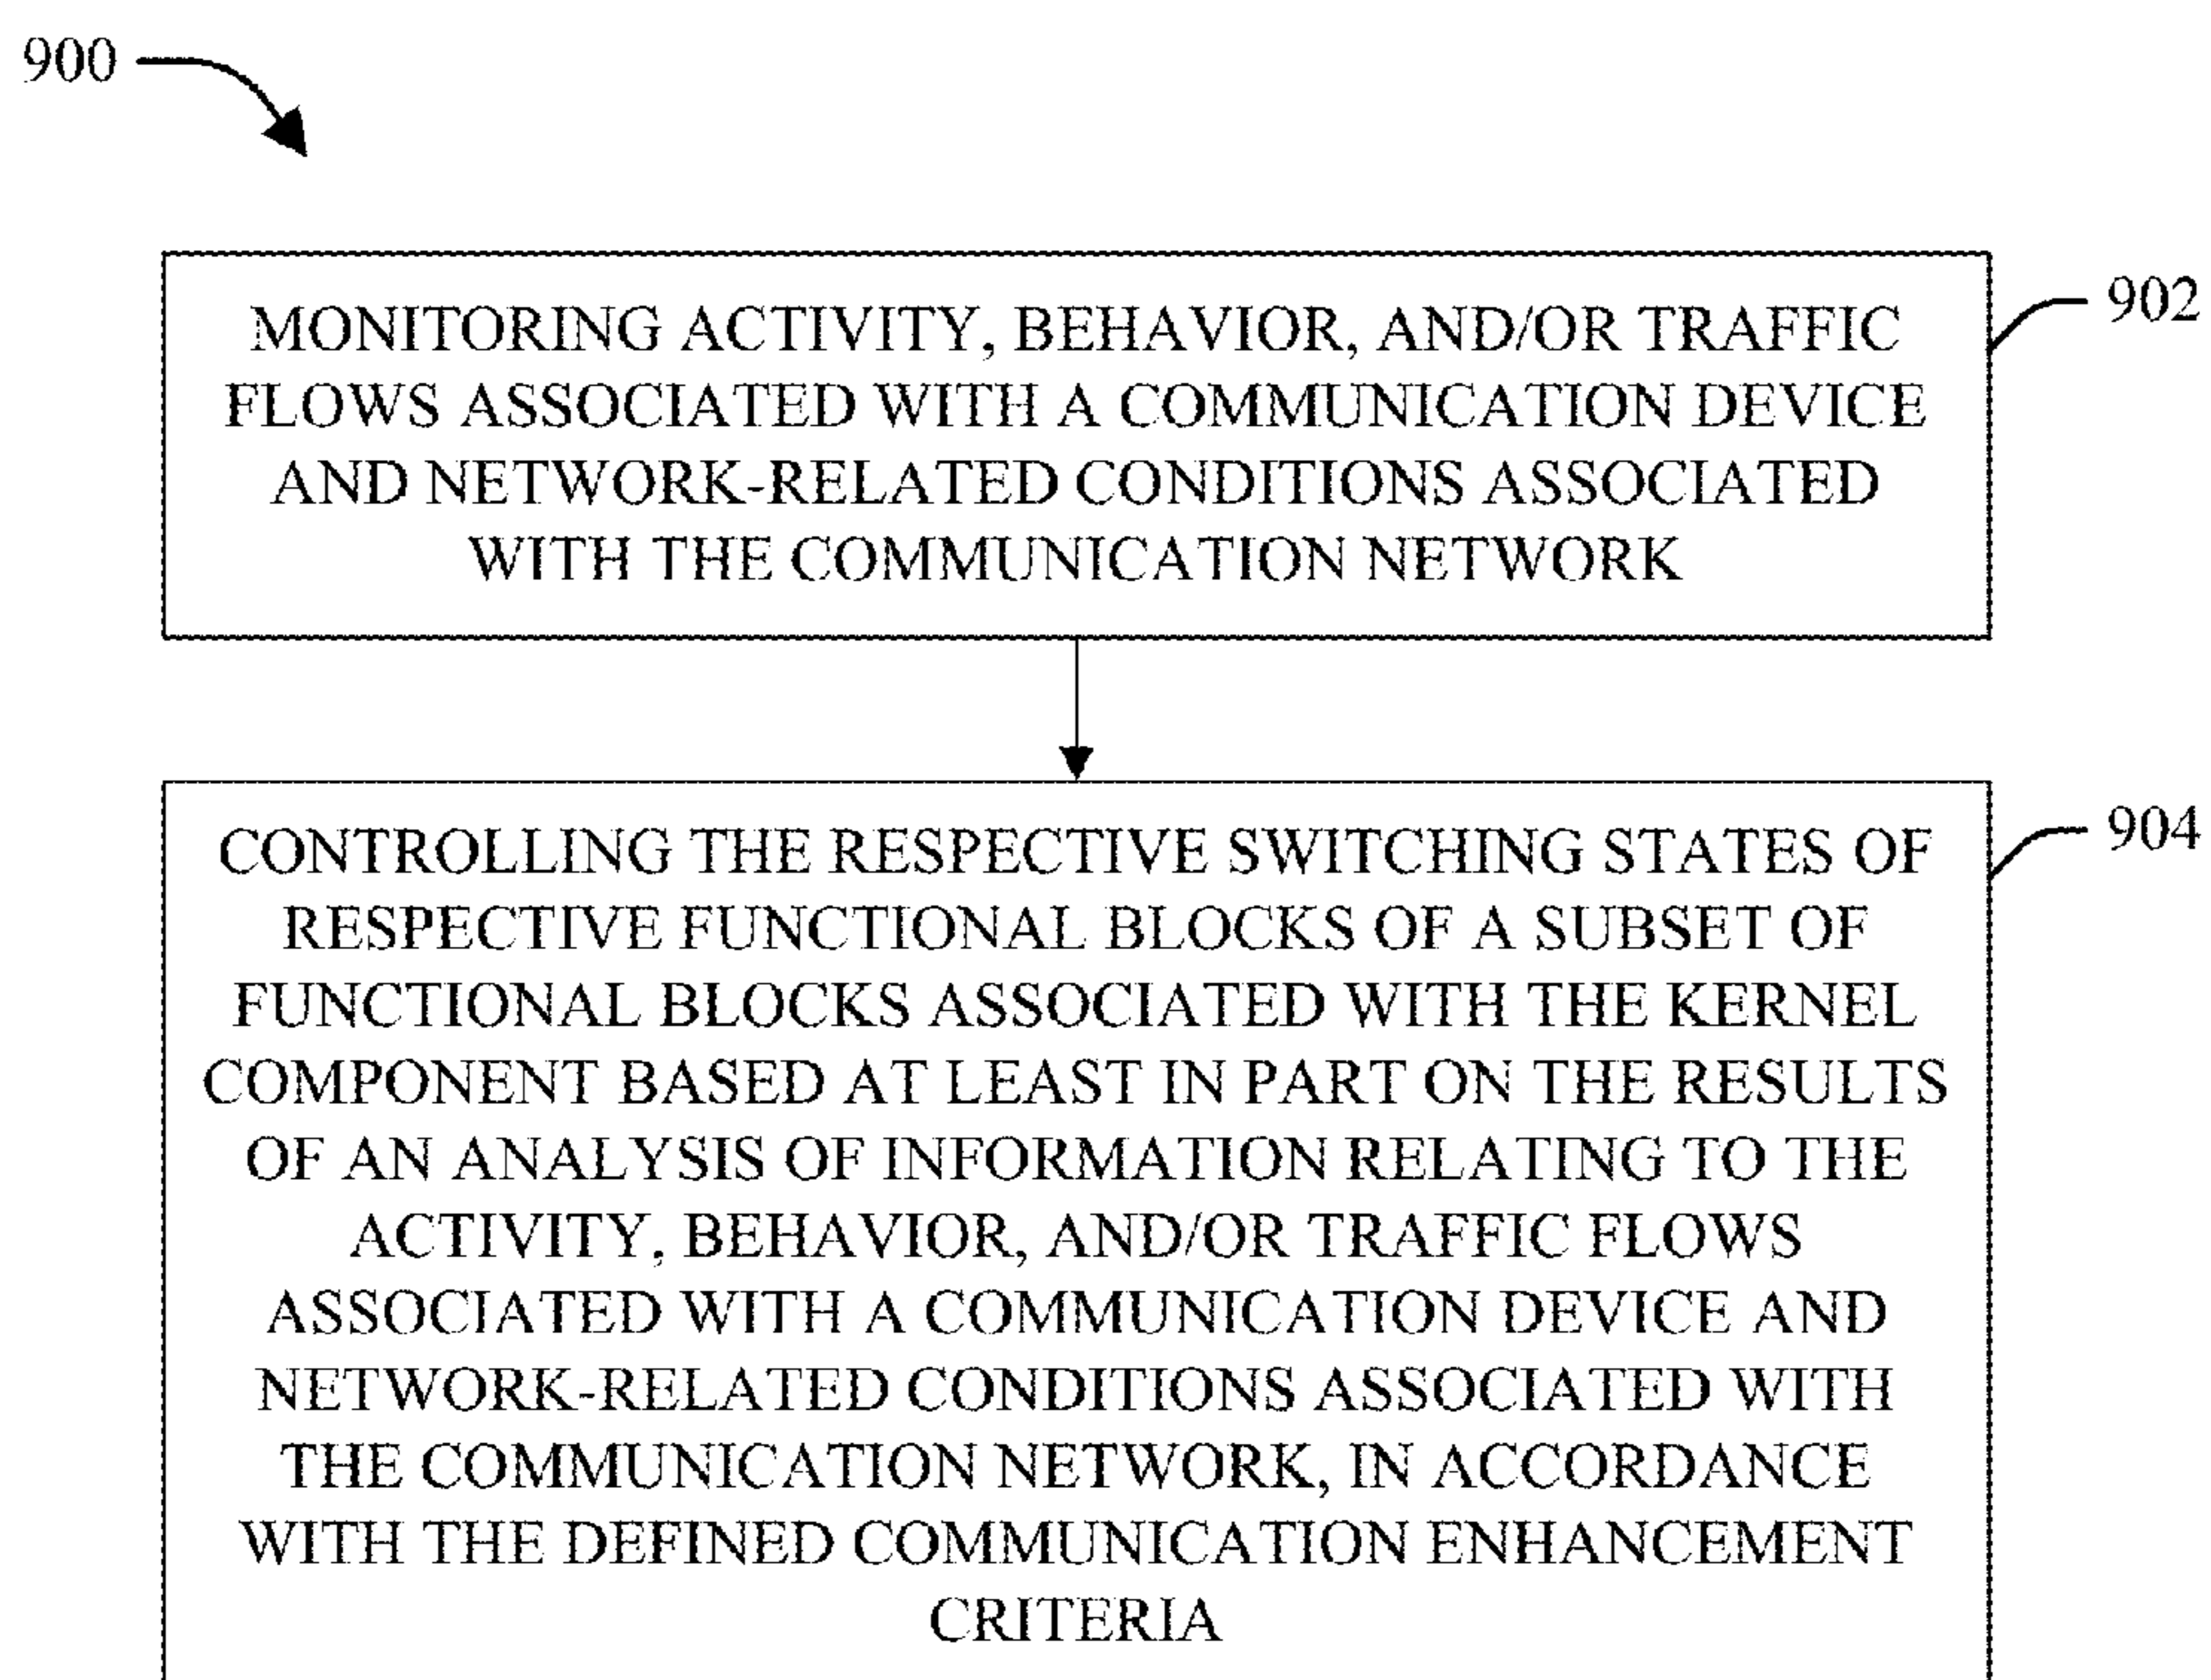 900
MONITORING ACTIVITY, BEHAVIOR, AND/OR TRAFFIC
FLOWS ASSOCIATED WITH A COMMUNICATION DEVICE
AND NETWORK-RELATED CONDITIONS ASSOCIATED
WITH THE COMMUNICATION NETWORK
902
CONTROLLING THE RESPECTIVE SWITCHING STATES OF
RESPECTIVE FUNCTIONAL BLOCKS OF A SUBSET OF
FUNCTIONAL BLOCKS ASSOCIATED WITH THE KERNEL
COMPONENT BASED AT LEAST IN PART ON THE RESULTS
OF AN ANALYSIS OF INFORMATION RELATING TO THE
ACTIVITY, BEHAVIOR, AND/OR TRAFFIC FLOWS
ASSOCIATED WITH A COMMUNICATION DEVICE AND
NETWORK-RELATED CONDITIONS ASSOCIATED WITH
THE COMMUNICATION NETWORK, IN ACCORDANCE
WITH THE DEFINED COMMUNICATION ENHANCEMENT
CRITERIA
904